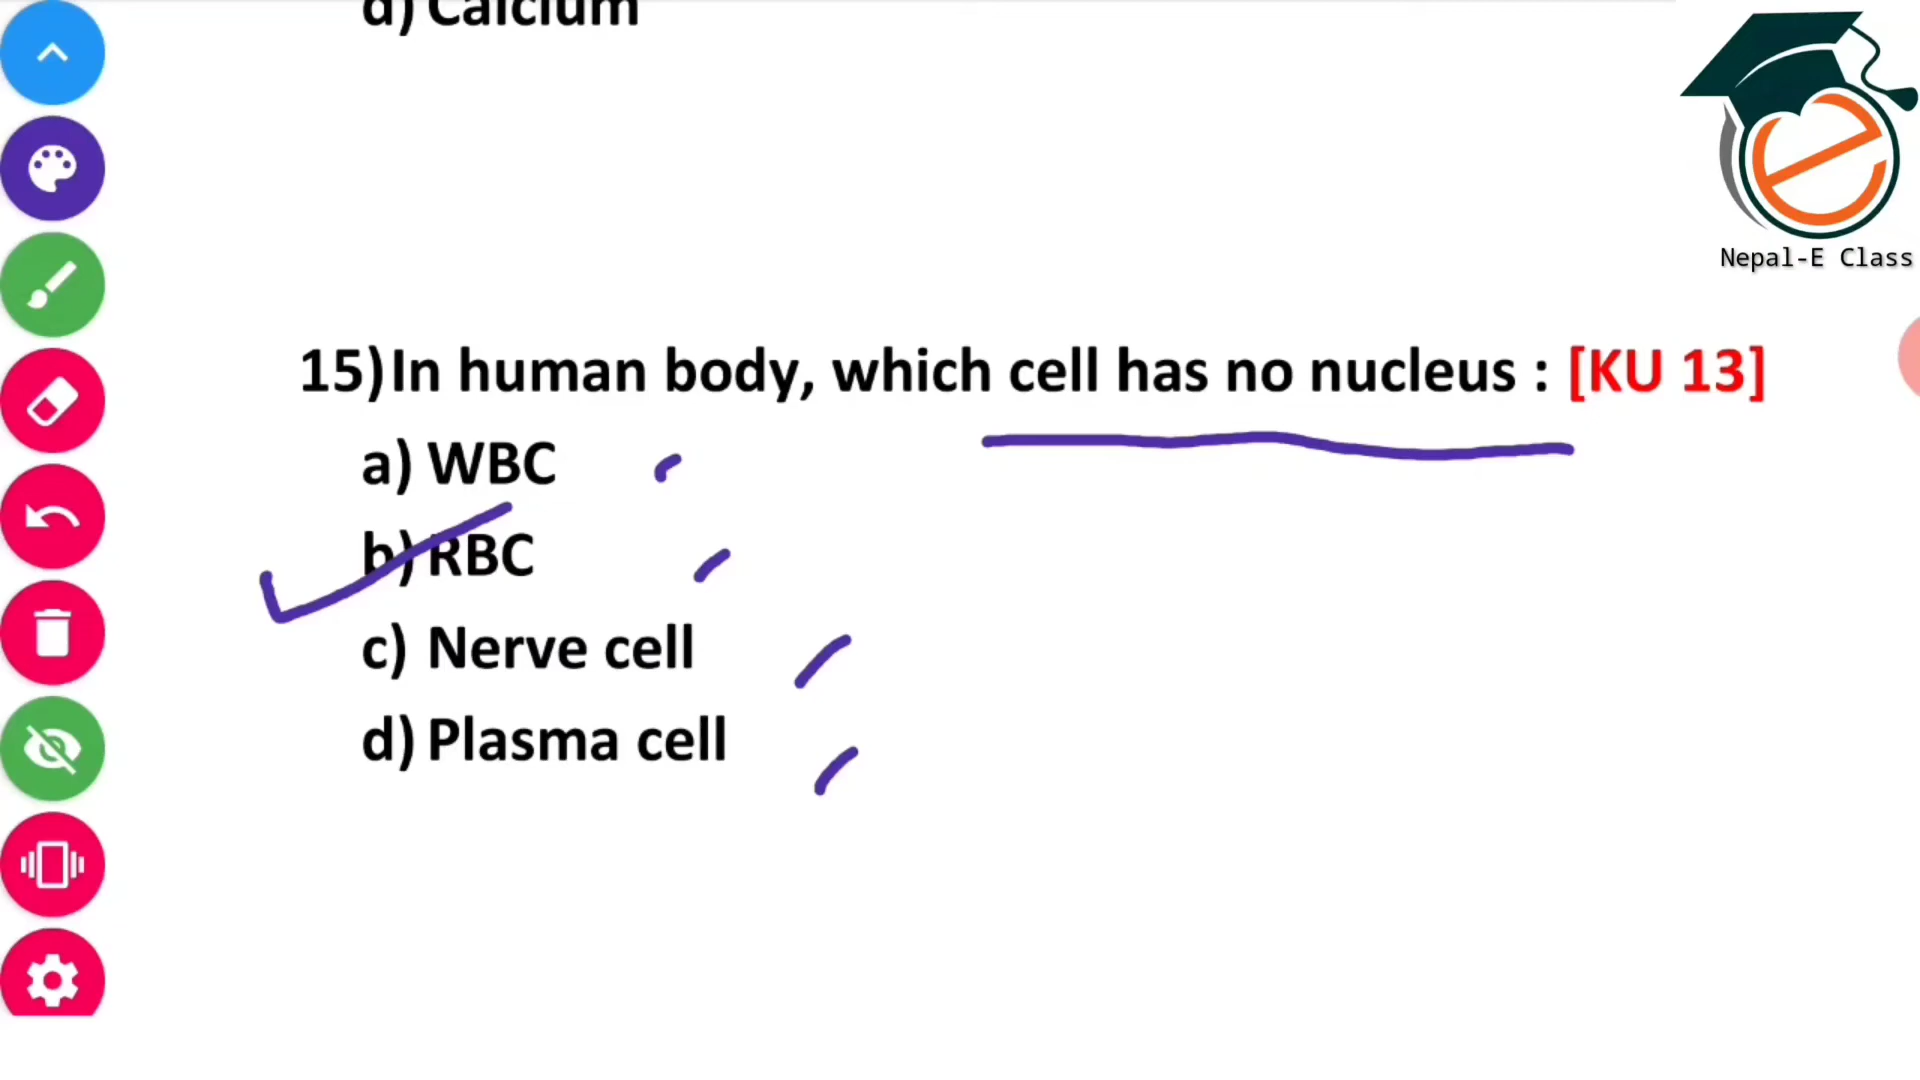 d) Calcium
Nepal-E Class
15) In human body, which cell has no nucleus : [KU 13]
a) WBC
b) RBC
c) Nerve cell
d) Plasma cell